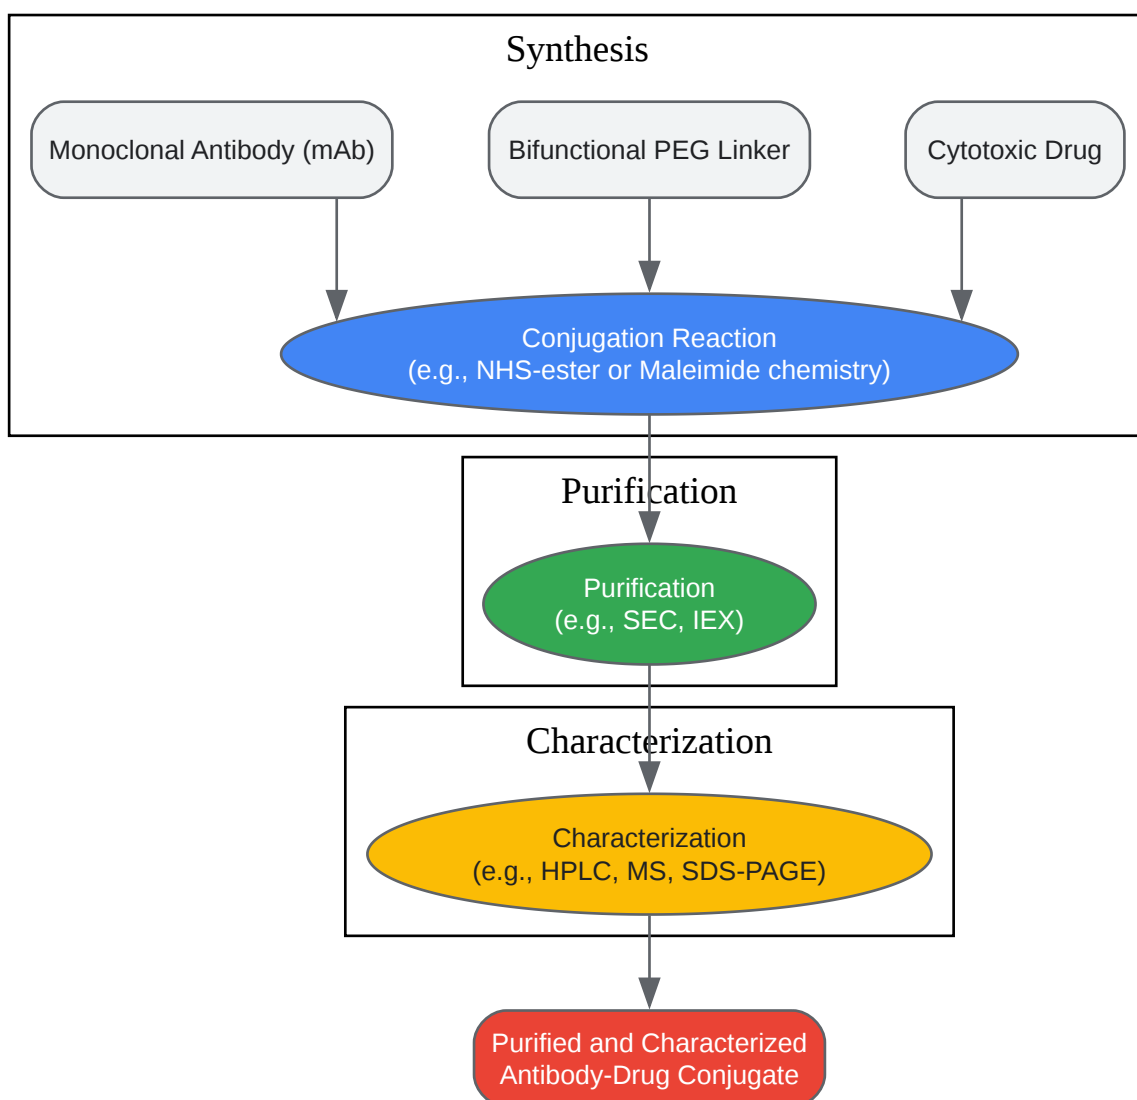 Synthesis
Monoclonal Antibody (mAb)
Bifunctional PEG Linker
Cytotoxic Drug
Conjugation Reaction
(e.g., NHS-ester or Maleimide chemistry)
Purification
Purification
(e.g., SEC, IEX)
Characterization
Characterization
(e.g., HPLC, MS, SDS-PAGE)
Purified and Characterized
Antibody-Drug Conjugate